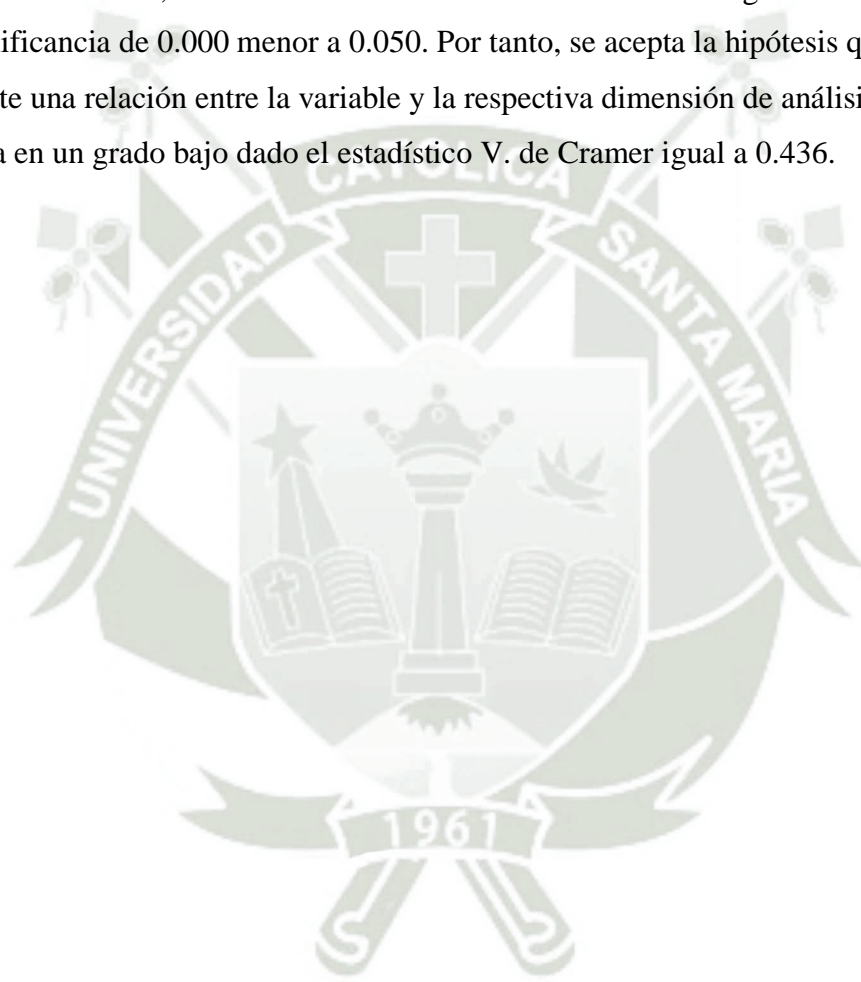 ificancia de 0.000 menor a 0.050. Por tanto, se acepta la hipótesis q
te una relación entre la variable y la respectiva dimensión de análisi
a en un grado bajo dado el estadístico V. de Cramer igual a 0.436.
UNIVERSIDAD CATOLICA SANTA MARIA
1961